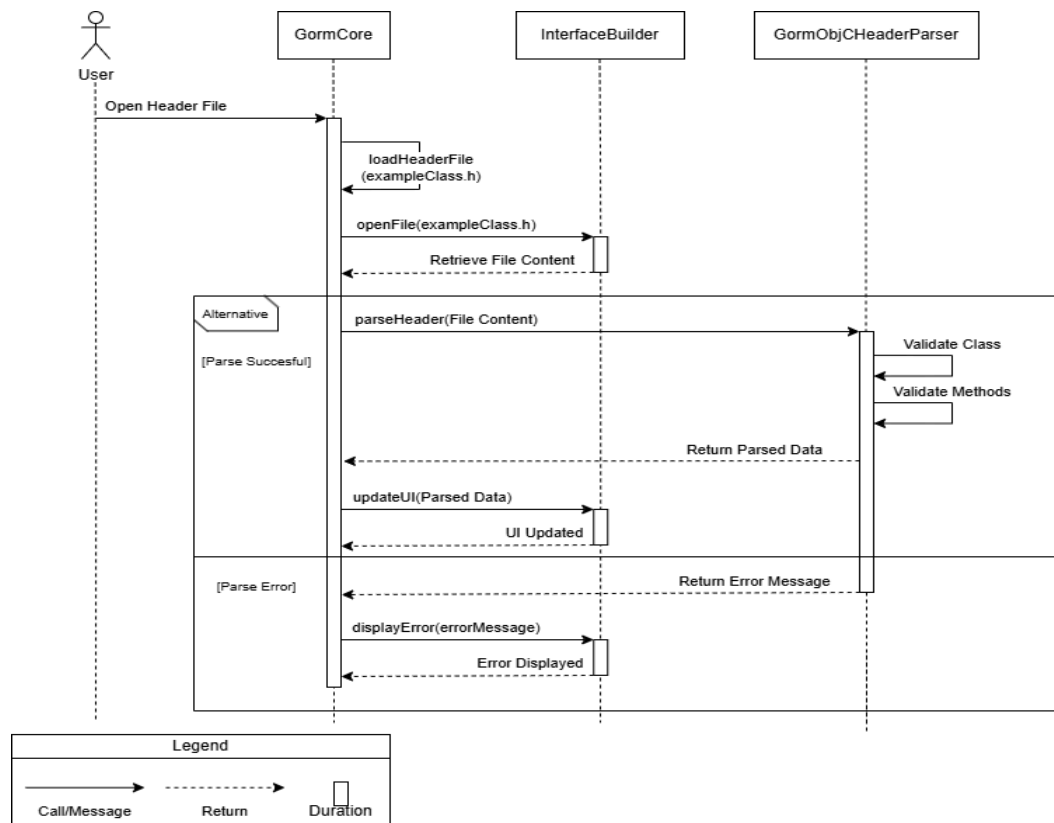 GormCore
InterfaceBuilder
GormObjCHeaderParser
User
Open Header File
loadHeaderFile
(exampleClass.h)
openFile(exampleClass.h)
Retrieve File Content
Alternative
parseHeader(File Content)
[Parse Succesful]
Validate Class
Validate Methods
Return Parsed Data
updateUI(Parsed Data)
UI Updated
[Parse Error]
Return Error Message
displayError(errorMessage)
Error Displayed
Legend
Call/Message
Return
Duration